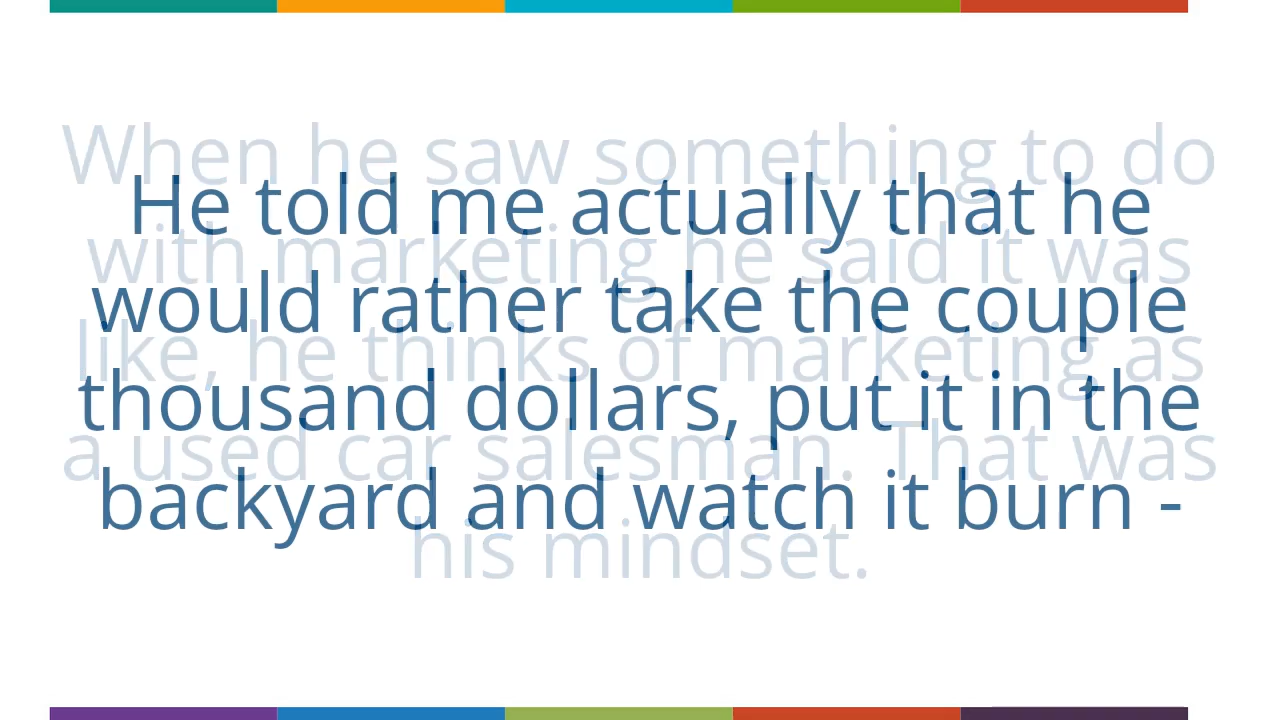 When he saw something to do
with marketing he said it was
like, he thinks of marketing as
a used car salesman. That was
his mindset.
He told me actually that he
would rather take the couple
thousand dollars, put it in the
backyard and watch it burn -